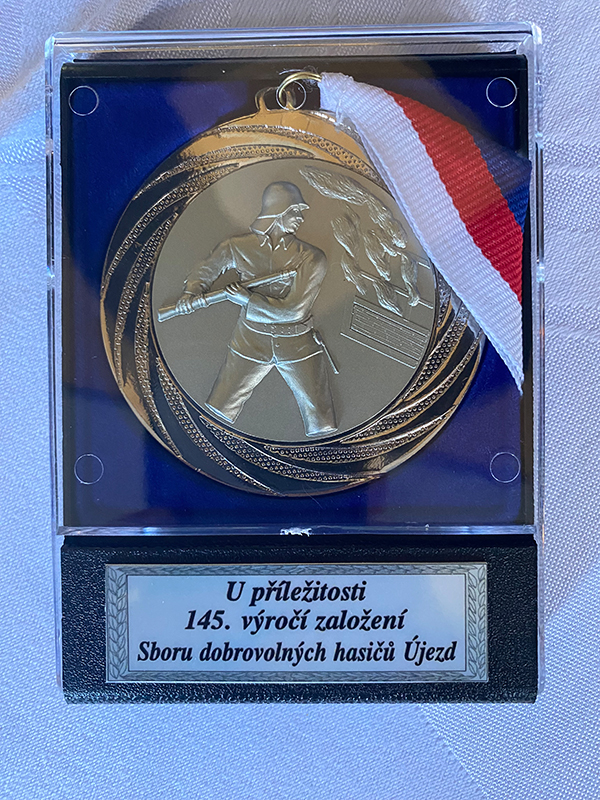 U příležitosti
145. výročí založení
Sboru dobrovolných hasičů Újezd